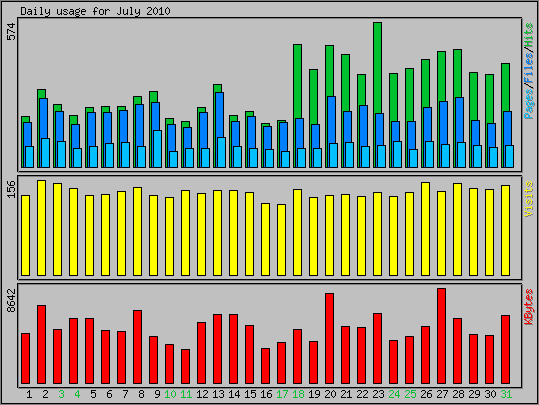 Daily usage for July 2010
574
Pages/Files/Hits
156
Visits
8642
KBytes
1 2 3 4 5 6 7 8 9 10 11 12 13 14 15 16 17 18 19 20 21 22 23 24 25 26 27 28 29 30 31